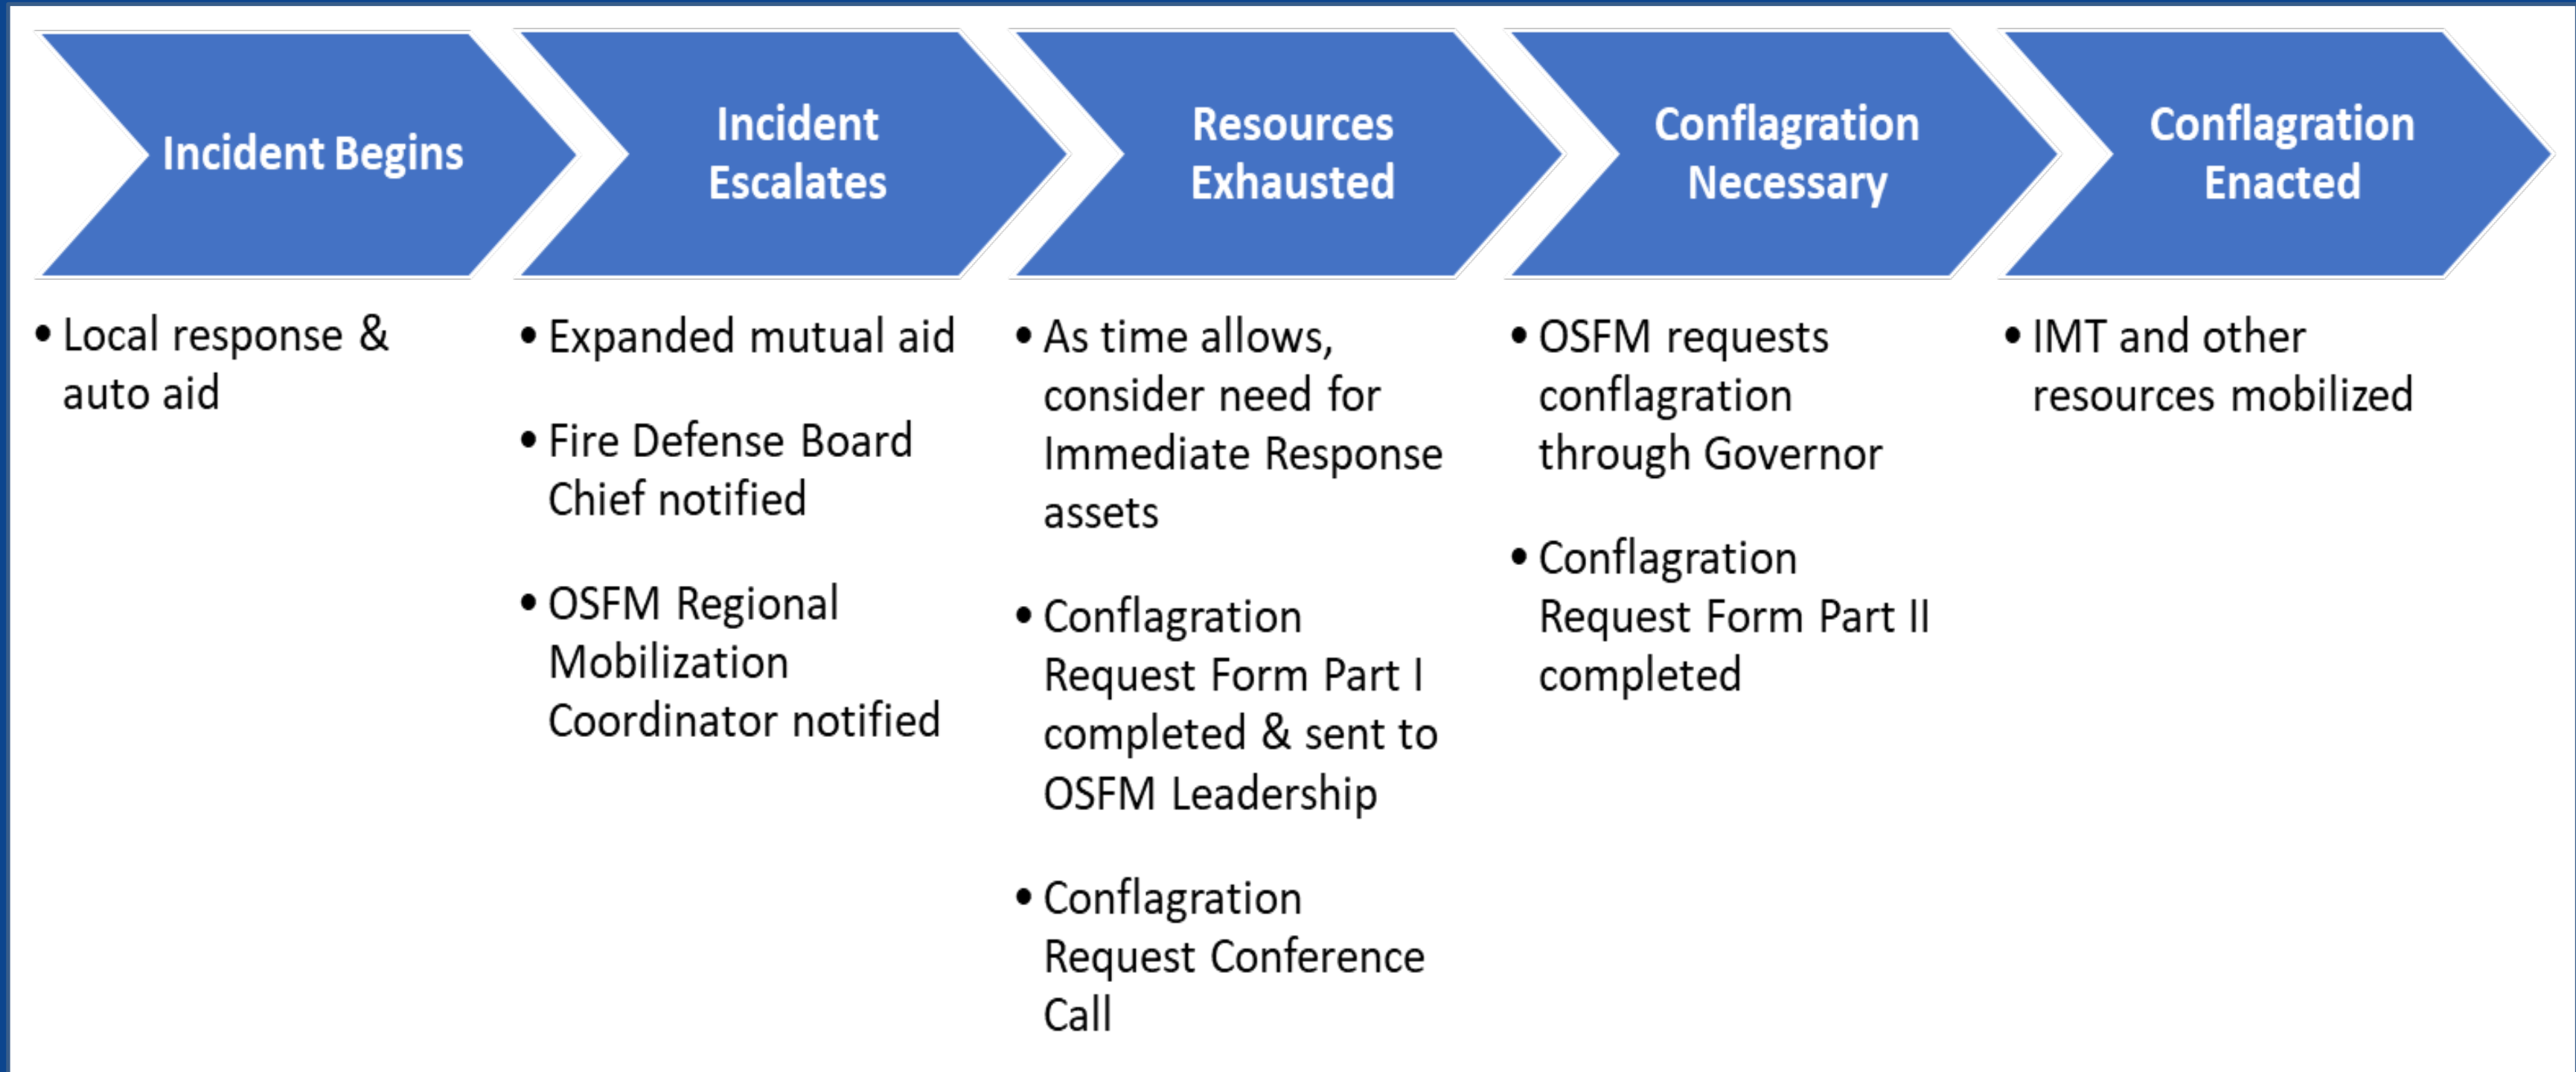 Incident Begins
Incident
Escalates
Resources
Exhausted
Conflagration
Necessary
Conflagration
Enacted
• Local response &
auto aid
• Expanded mutual aid
• Fire Defense Board
Chief notified
• OSFM Regional
Mobilization
Coordinator notified
• As time allows,
consider need for
Immediate Response
assets
• Conflagration
Request Form Part I
completed & sent to
OSFM Leadership
• Conflagration
Request Conference
Call
• OSFM requests
conflagration
through Governor
• Conflagration
Request Form Part II
completed
• IMT and other
resources mobilized